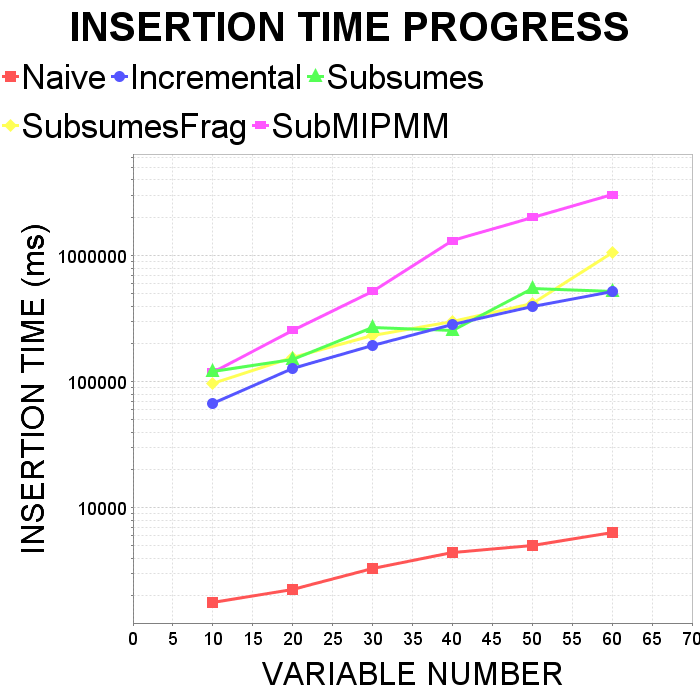 INSERTION TIME PROGRESS
Naive Incremental Subsumes
SubsumesFrag SubMIPMM
INSERTION TIME (ms)
1000000
100000
10000
0 5 10 15 20 25 30 35 40 45 50 55 60 65 70
VARIABLE NUMBER